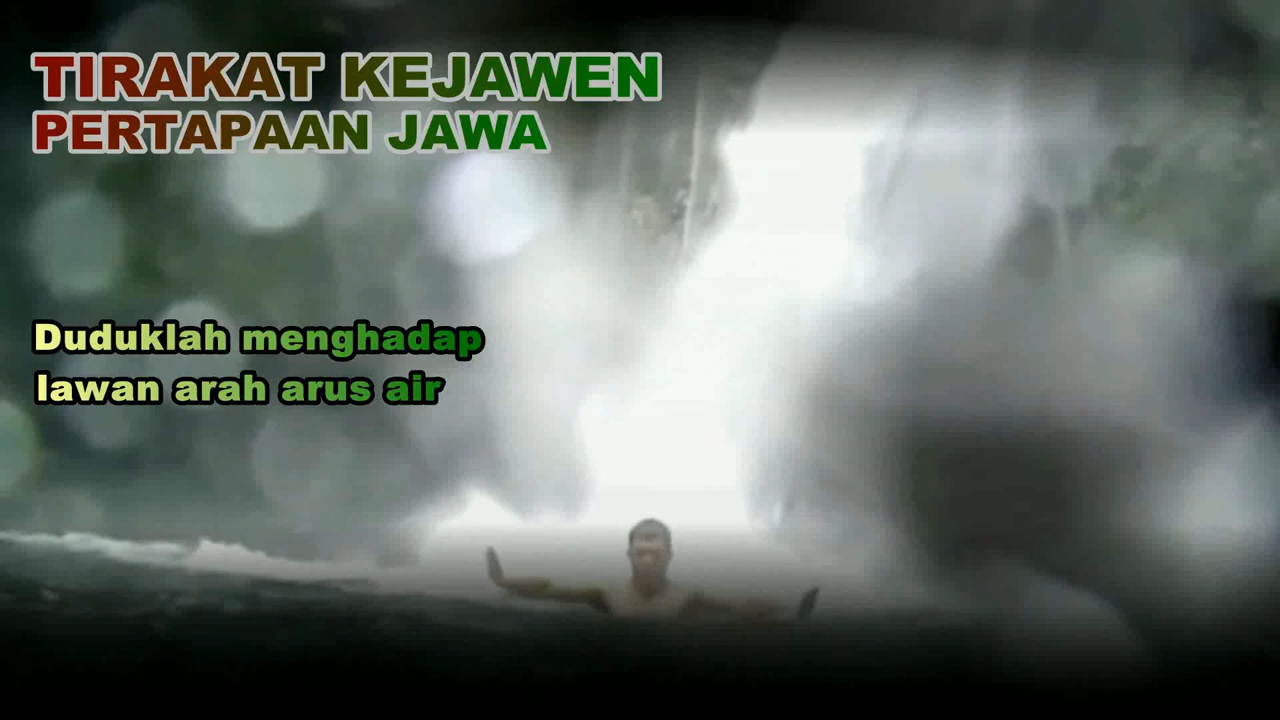 TIRAKAT KEJAWEN
PERTAPAAN JAWA
Duduklah menghadap
lawan arah arus air